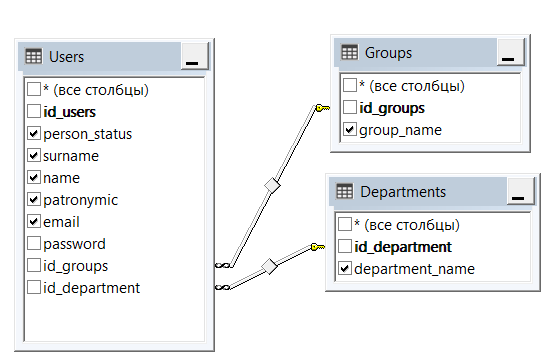 Users
* (все столбцы)
id_users
person_status
surname
name
patronymic
email
password
id_groups
id_department
Groups
* (все столбцы)
id_groups
group_name
Departments
* (все столбцы)
id_department
department_name